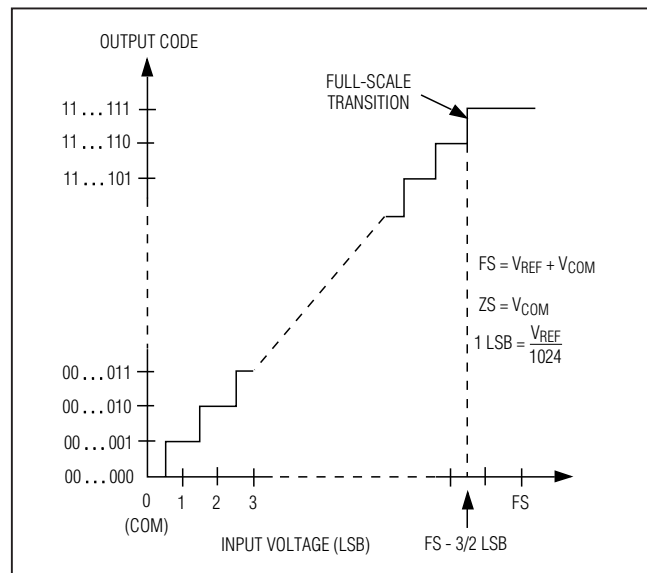 OUTPUT CODE
FULL-SCALE
TRANSITION
11...111
11...110
11...101
FS = VREF + VCOM
ZS = VCOM
1 LSB = VREF
1024
00...011
00...010
00...001
00...000
0 1 2 3 FS
(COM)
INPUT VOLTAGE (LSB)
FS - 3/2 LSB